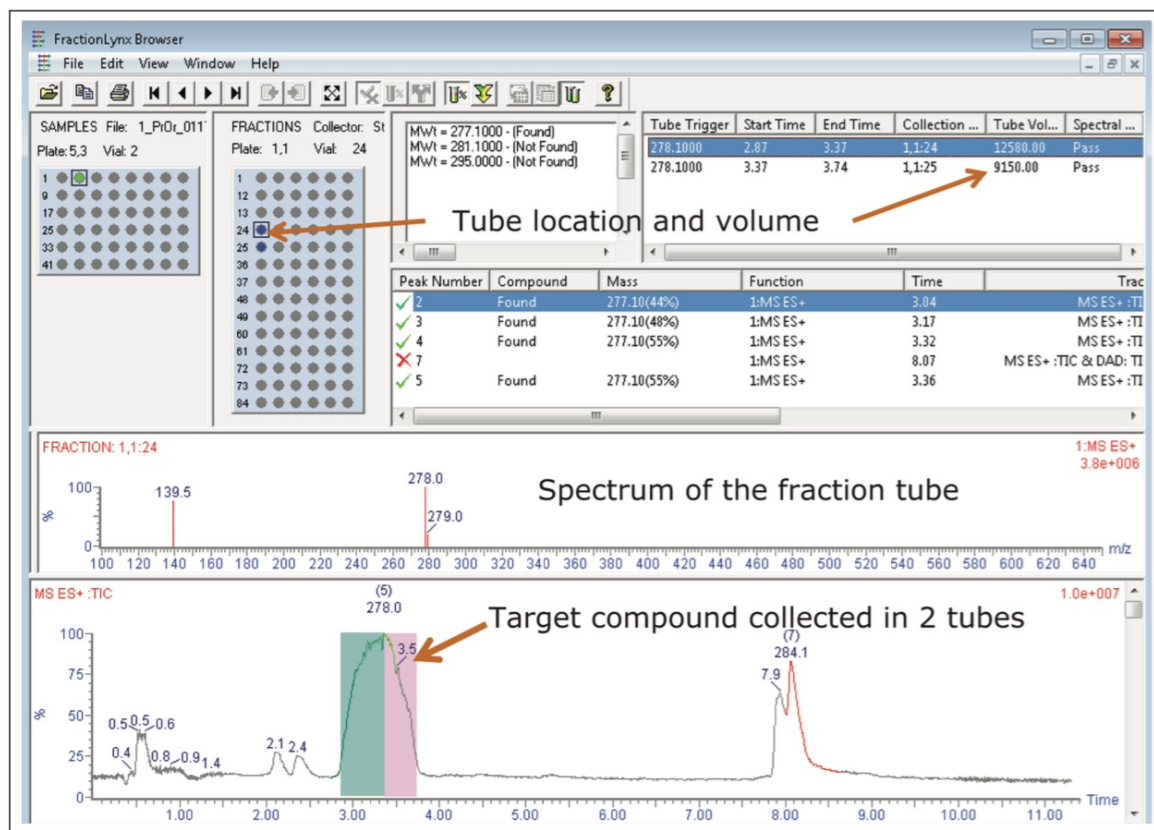 FractionLynx Browser
File Edit View Window Help
SAMPLES File: 1_PrOr_011
Plate: 5,3 Vial: 2
1
9
17
25
33
41
FRACTIONS Collector: St
Plate: 1,1 Vial: 24
1
12
13
24
25
36
37
48
49
60
61
72
73
84
MWt = 277.1000 - (Found)
MWt = 281.1000 - (Not Found)
MWt = 295.0000 - (Not Found)
Tube Trigger Start Time End Time Collection ... Tube Vol... Spectral ...
278.1000 2.87 3.37 1,1:24 12580.00 Pass
278.1000 3.37 3.74 1,1:25 9150.00 Pass
Tube location and volume
Peak Number Compound Mass Function Time Trac
2 Found 277.10(44%) 1:MS ES+ 3.04 MS ES+ :TI
3 Found 277.10(48%) 1:MS ES+ 3.17 MS ES+ :TI
4 Found 277.10(55%) 1:MS ES+ 3.32 MS ES+ :TI
7 1:MS ES+ 8.07 MS ES+ :TIC & DAD: TI
5 Found 277.10(55%) 1:MS ES+ 3.36 MS ES+ :TI
FRACTION: 1,1:24 1:MS ES+
3.8e+006
Spectrum of the fraction tube
100
%
0
139.5
278.0
279.0
100 120 140 160 180 200 220 240 260 280 300 320 340 360 380 400 420 440 460 480 500 520 540 560 580 600 620 640 m/z
MS ES+ :TIC 1.0e+007
(5)
278.0
Target compound collected in 2 tubes
100
75
%
50
25
0
0.4
0.5 0.5 0.6
0.8 0.9 1.4
2.1 2.4
3.5
7.9
(7)
284.1
1.00 2.00 3.00 4.00 5.00 6.00 7.00 8.00 9.00 10.00 11.00 Time